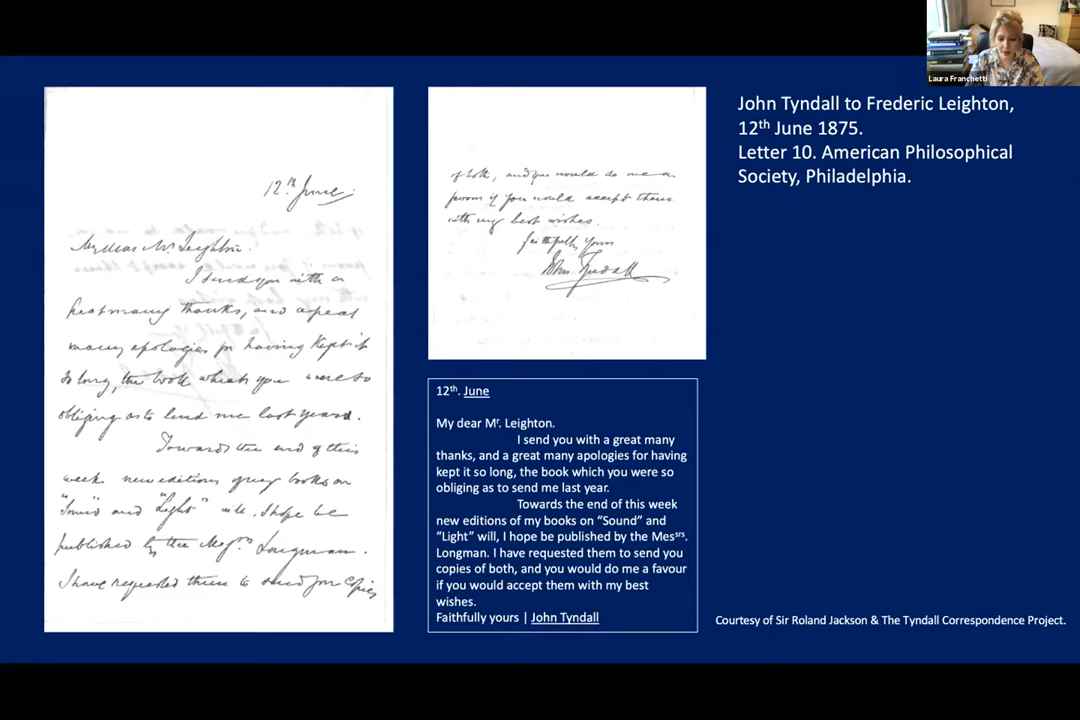 Laura Franchetti
John Tyndall to Frederic Leighton,
12th June 1875.
Letter 10. American Philosophical
Society, Philadelphia.
12th June
My dear Mr Leighton.
I send you with a
great many thanks, and a great
many apologies for having kept it
so long, the book which you were so
obliging as to lend me last year.
Towards the end of this
week new editions of my books on
"Sound" and "Light" will, I hope be
published by the Messrs Longman.
I have requested them to send you copies
of both, and you would do me a
favour if you would accept them
with my best wishes.
faithfully Yours
John Tyndall
12th. June
My dear Mr. Leighton.
I send you with a great many
thanks, and a great many apologies for having
kept it so long, the book which you were so
obliging as to send me last year.
Towards the end of this week
new editions of my books on “Sound” and
“Light” will, I hope be published by the Messrs.
Longman. I have requested them to send you
copies of both, and you would do me a favour
if you would accept them with my best
wishes.
Faithfully yours | John Tyndall
Courtesy of Sir Roland Jackson & The Tyndall Correspondence Project.